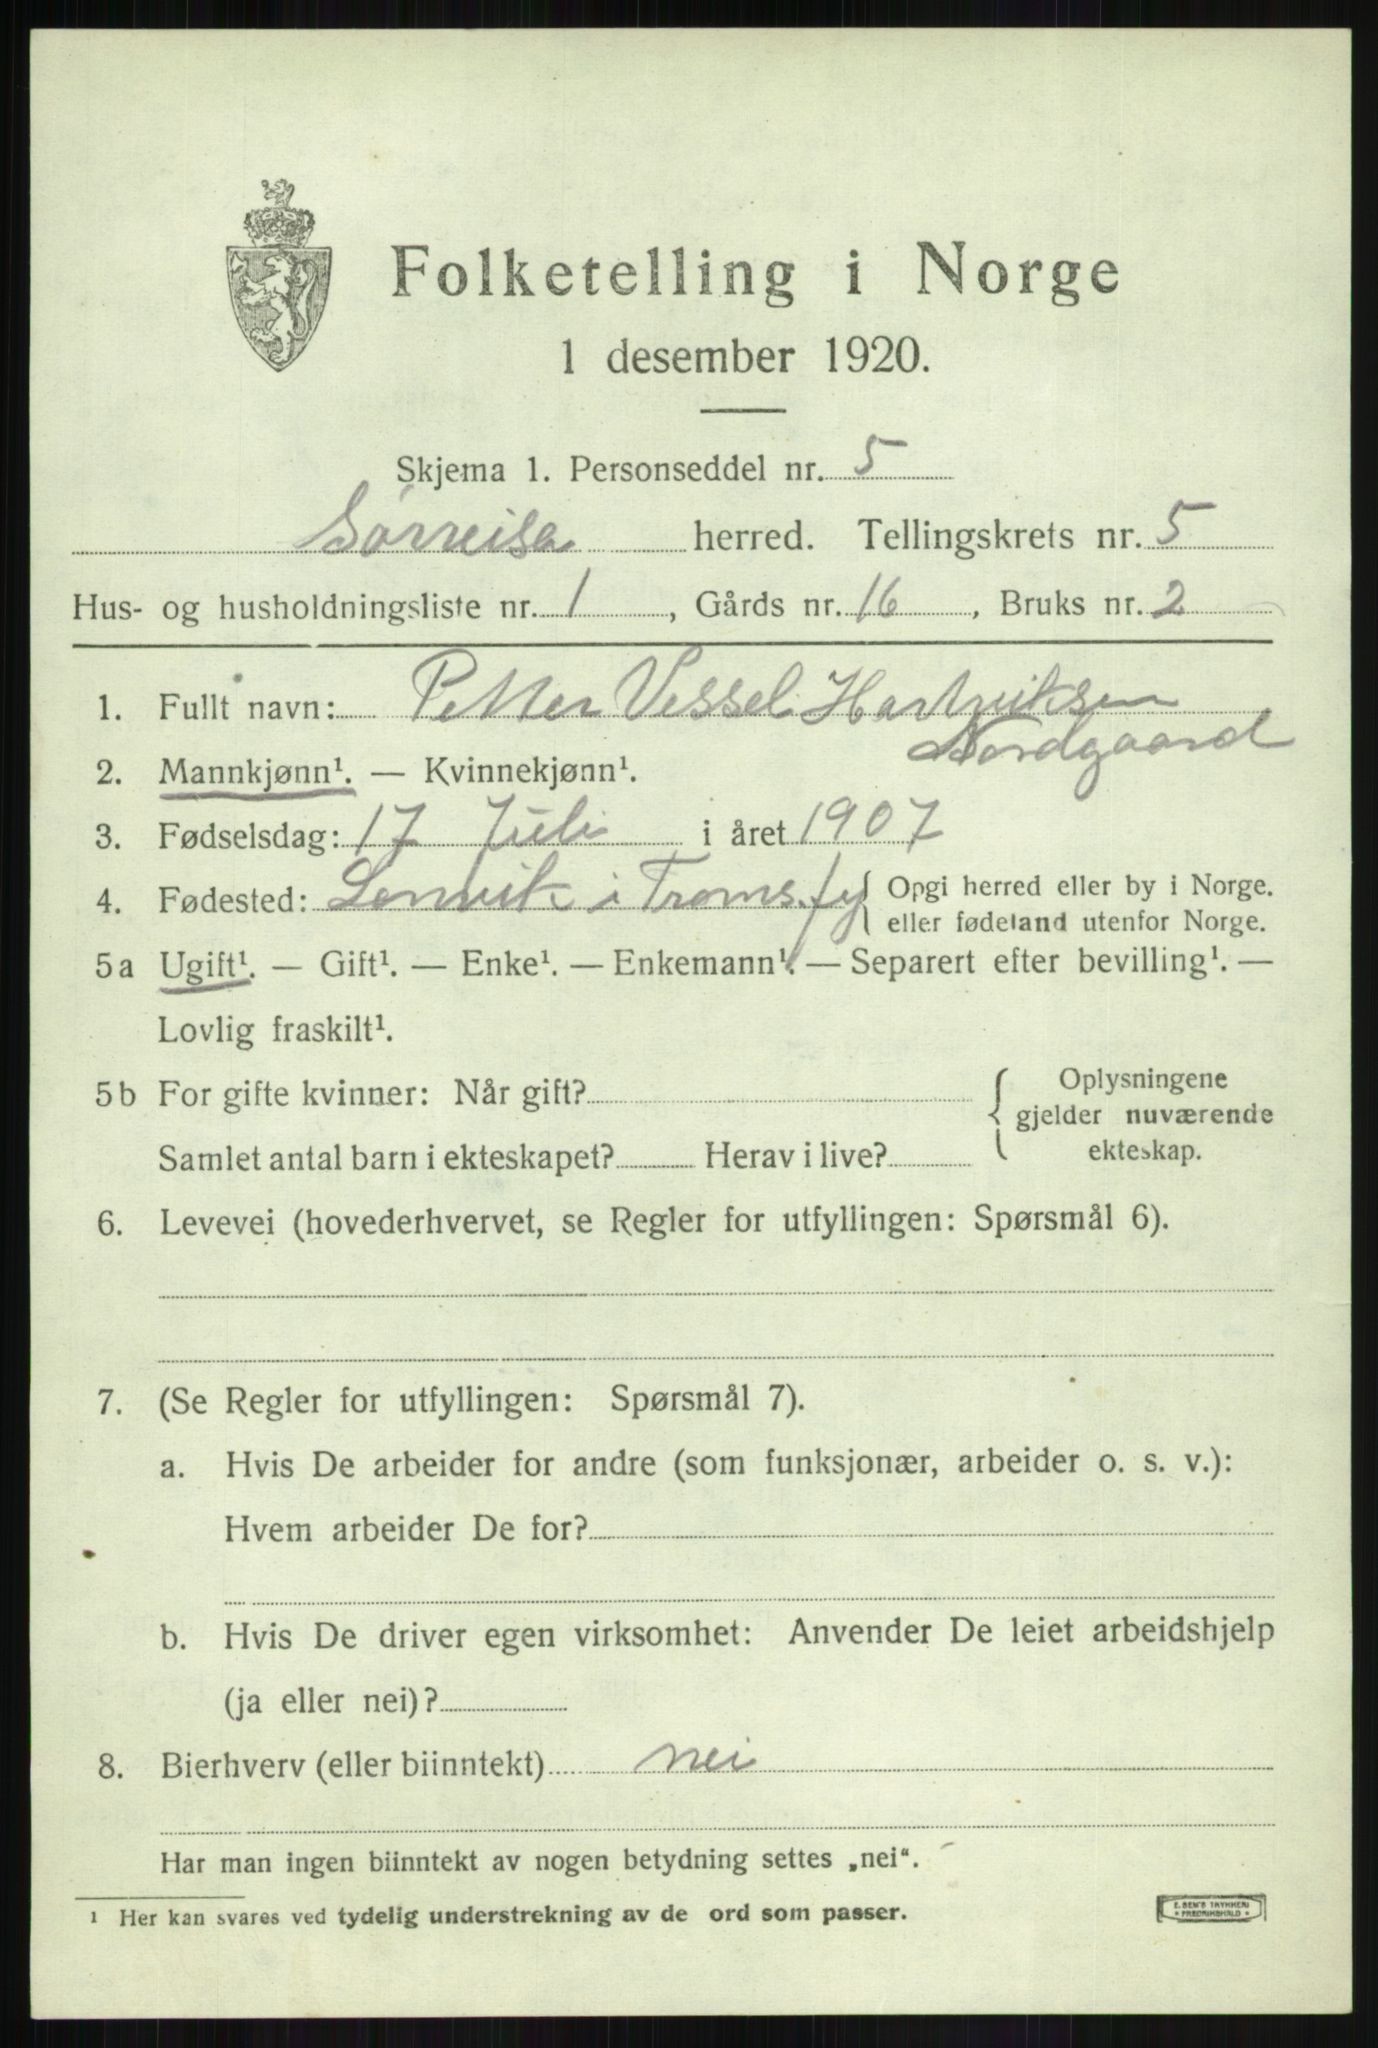 Folketelling i Norge
1 desember 1920.
Skjema 1. Personseddel nr. 5
Sørreisa herred. Tellingskrets nr. 5
Hus- og husholdningsliste nr. 1, Gårds nr. 16, Bruks nr. 2
1. Fullt navn: Petter Vessel Hartviksen
Nordgaard
2. Mannkjønn¹. — Kvinnekjønn¹.
3. Fødselsdag: 17 Juli i året 1907
4. Fødested: Lenvik i Troms. fy { Opgi herred eller by i Norge.
eller fødeland utenfor Norge.
5a Ugift¹. — Gift¹. — Enke¹. — Enkemann¹. — Separert efter bevilling¹. —
Lovlig fraskilt¹.
5b For gifte kvinner: Når gift? { Oplysningene
gjelder nuværende
ekteskap.
Samlet antal barn i ekteskapet? Herav i live?
6. Levevei (hovederhvervet, se Regler for utfyllingen: Spørsmål 6).
7. (Se Regler for utfyllingen: Spørsmål 7).
a. Hvis De arbeider for andre (som funksjonær, arbeider o. s. v.):
Hvem arbeider De for?
b. Hvis De driver egen virksomhet: Anvender De leiet arbeidshjelp
(ja eller nei)?
8. Bierhverv (eller biinntekt) nei
Har man ingen biinntekt av nogen betydning settes „nei“.
¹ Her kan svares ved tydelig understrekning av de ord som passer.
E. SEM'S TRYKKERI
FREDRIKSHALD